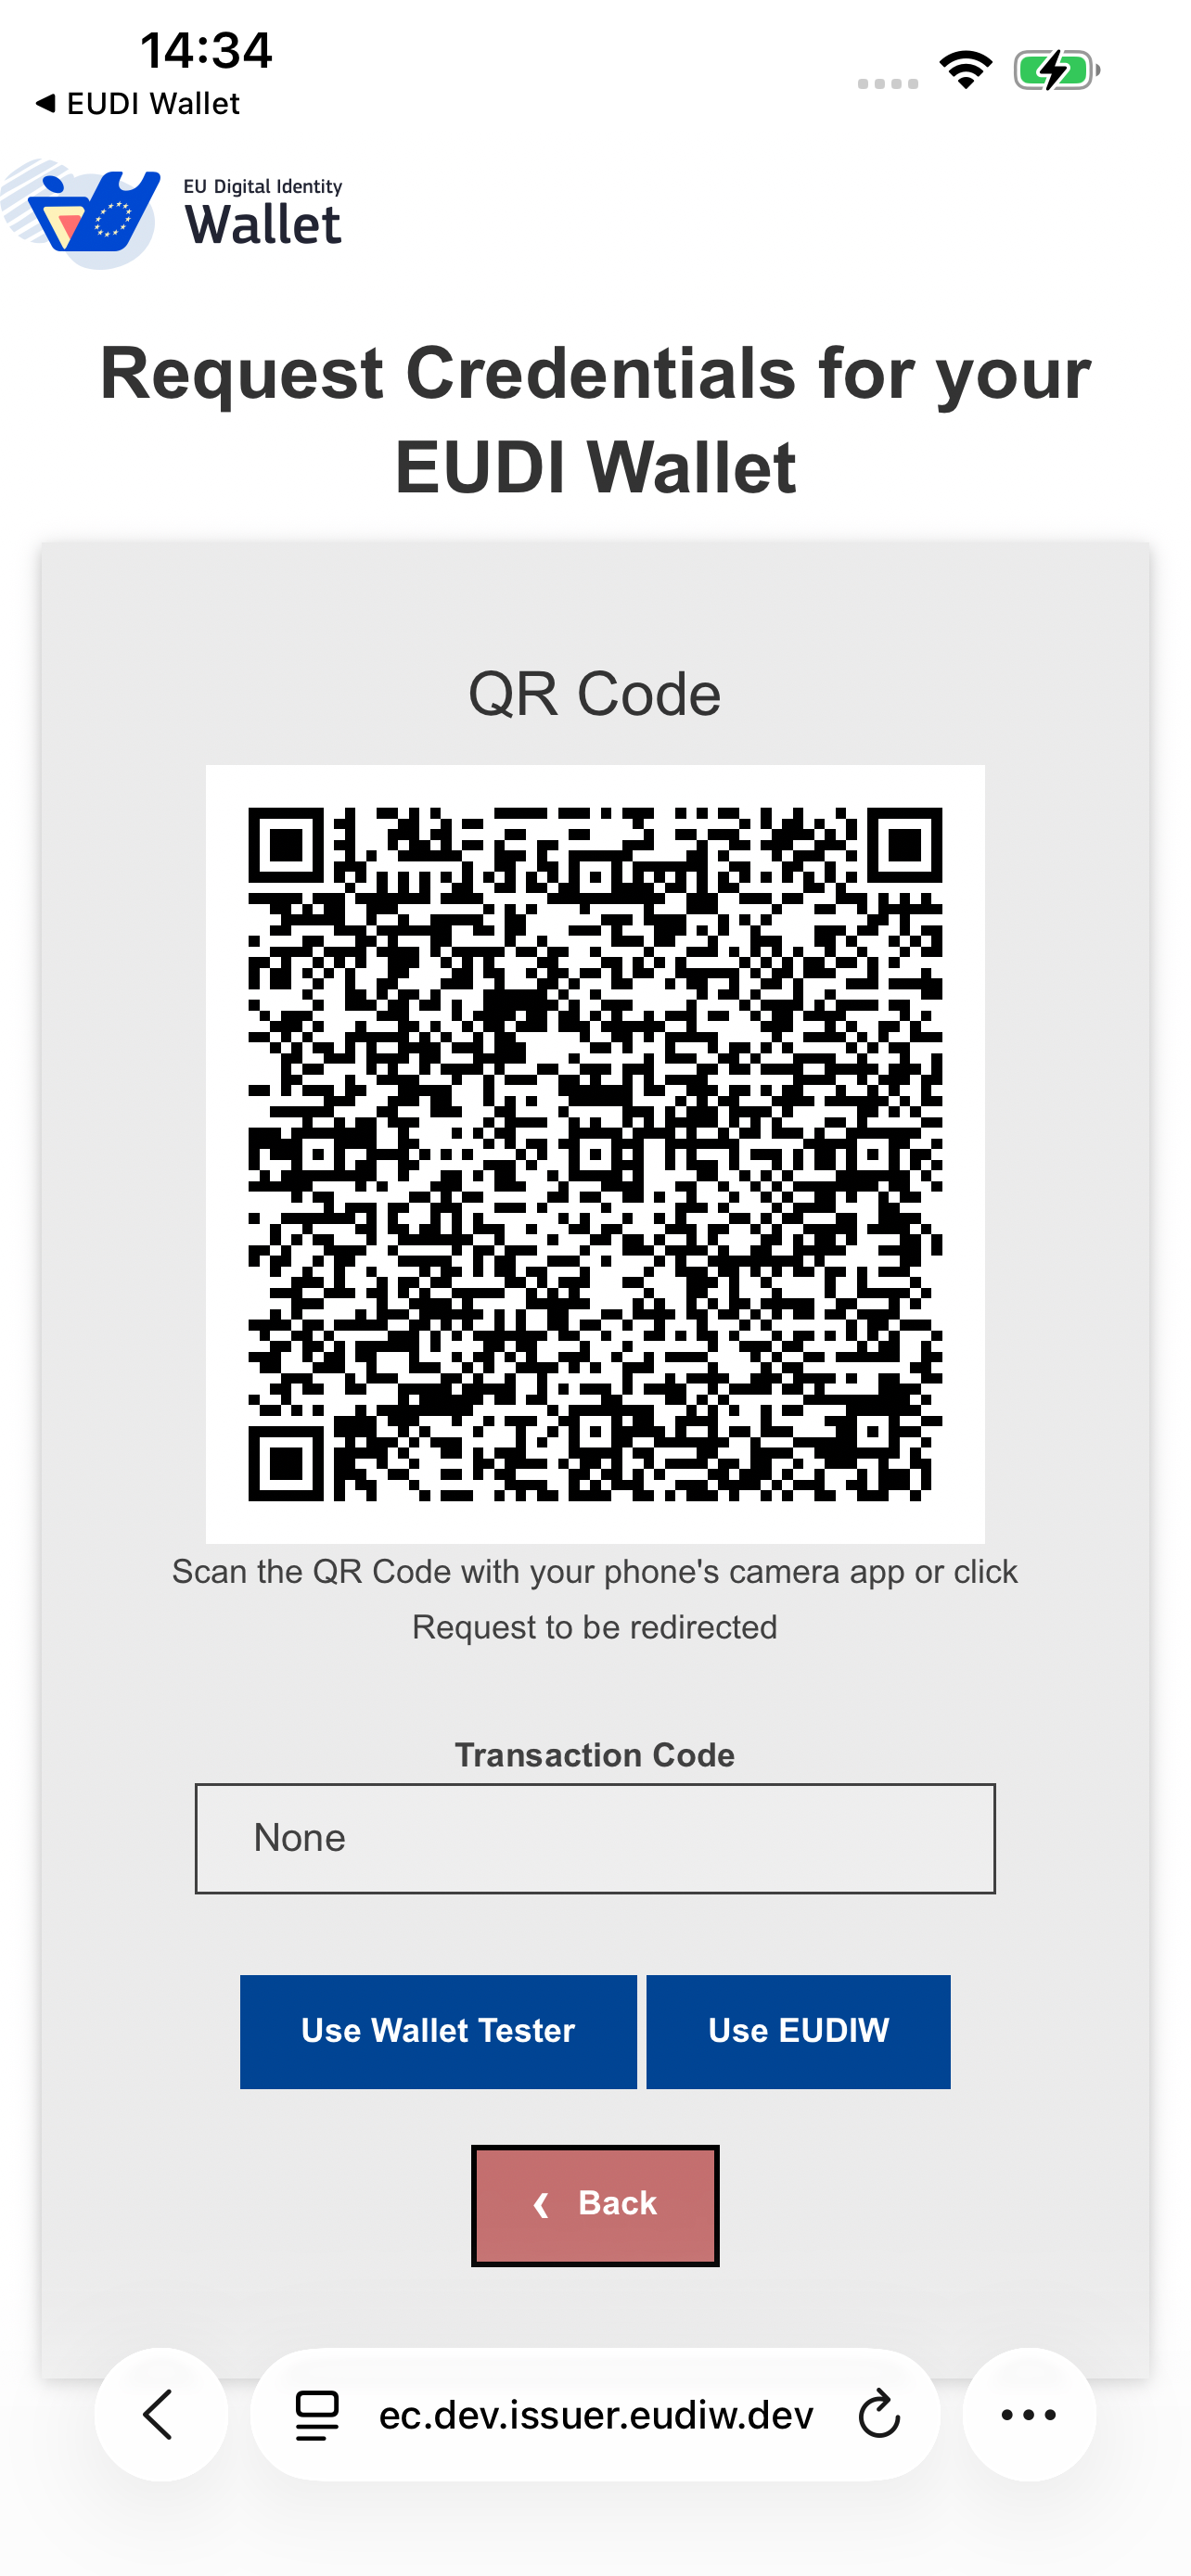 14:34
◀ EUDI Wallet
EU Digital Identity
Wallet
Request Credentials for your
EUDI Wallet
QR Code
Scan the QR Code with your phone's camera app or click
Request to be redirected
Transaction Code
None
Use Wallet Tester
Use EUDIW
‹ Back
ec.dev.issuer.eudiw.dev